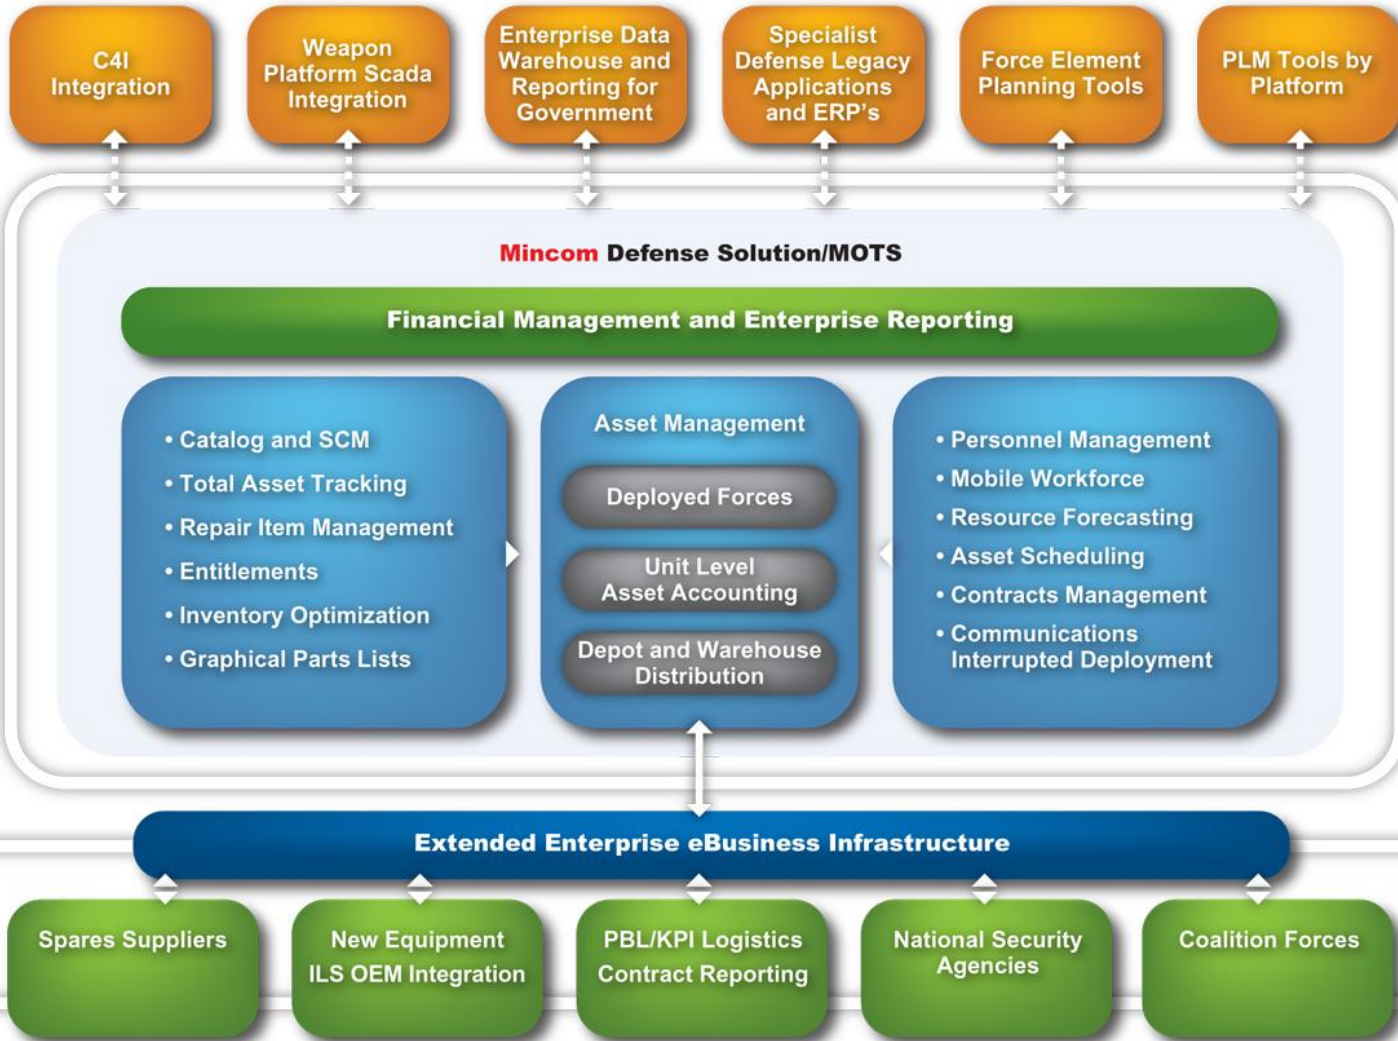 C4I
Integration
Weapon
Platform Scada
Integration
Enterprise Data
Warehouse and
Reporting for
Government
Specialist
Defense Legacy
Applications
and ERP's
Force Element
Planning Tools
PLM Tools by
Platform
Mincom Defense Solution/MOTS
Financial Management and Enterprise Reporting
• Catalog and SCM
• Total Asset Tracking
• Repair Item Management
• Entitlements
• Inventory Optimization
• Graphical Parts Lists
Asset Management
Deployed Forces
Unit Level
Asset Accounting
Depot and Warehouse
Distribution
• Personnel Management
• Mobile Workforce
• Resource Forecasting
• Asset Scheduling
• Contracts Management
• Communications
Interrupted Deployment
Extended Enterprise eBusiness Infrastructure
Spares Suppliers
New Equipment
ILS OEM Integration
PBL/KPI Logistics
Contract Reporting
National Security
Agencies
Coalition Forces